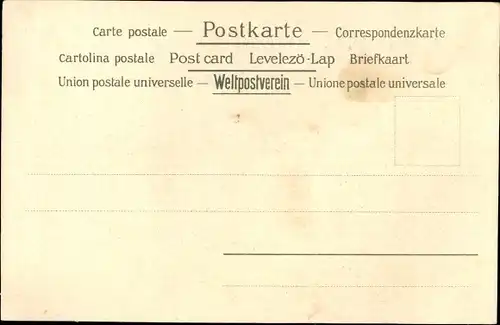 Carte postale — Postkarte — Correspondenzkarte
Cartolina postale Post card Levelező-Lap Briefkaart
Union postale universelle — Weltpostverein — Unione postale universale